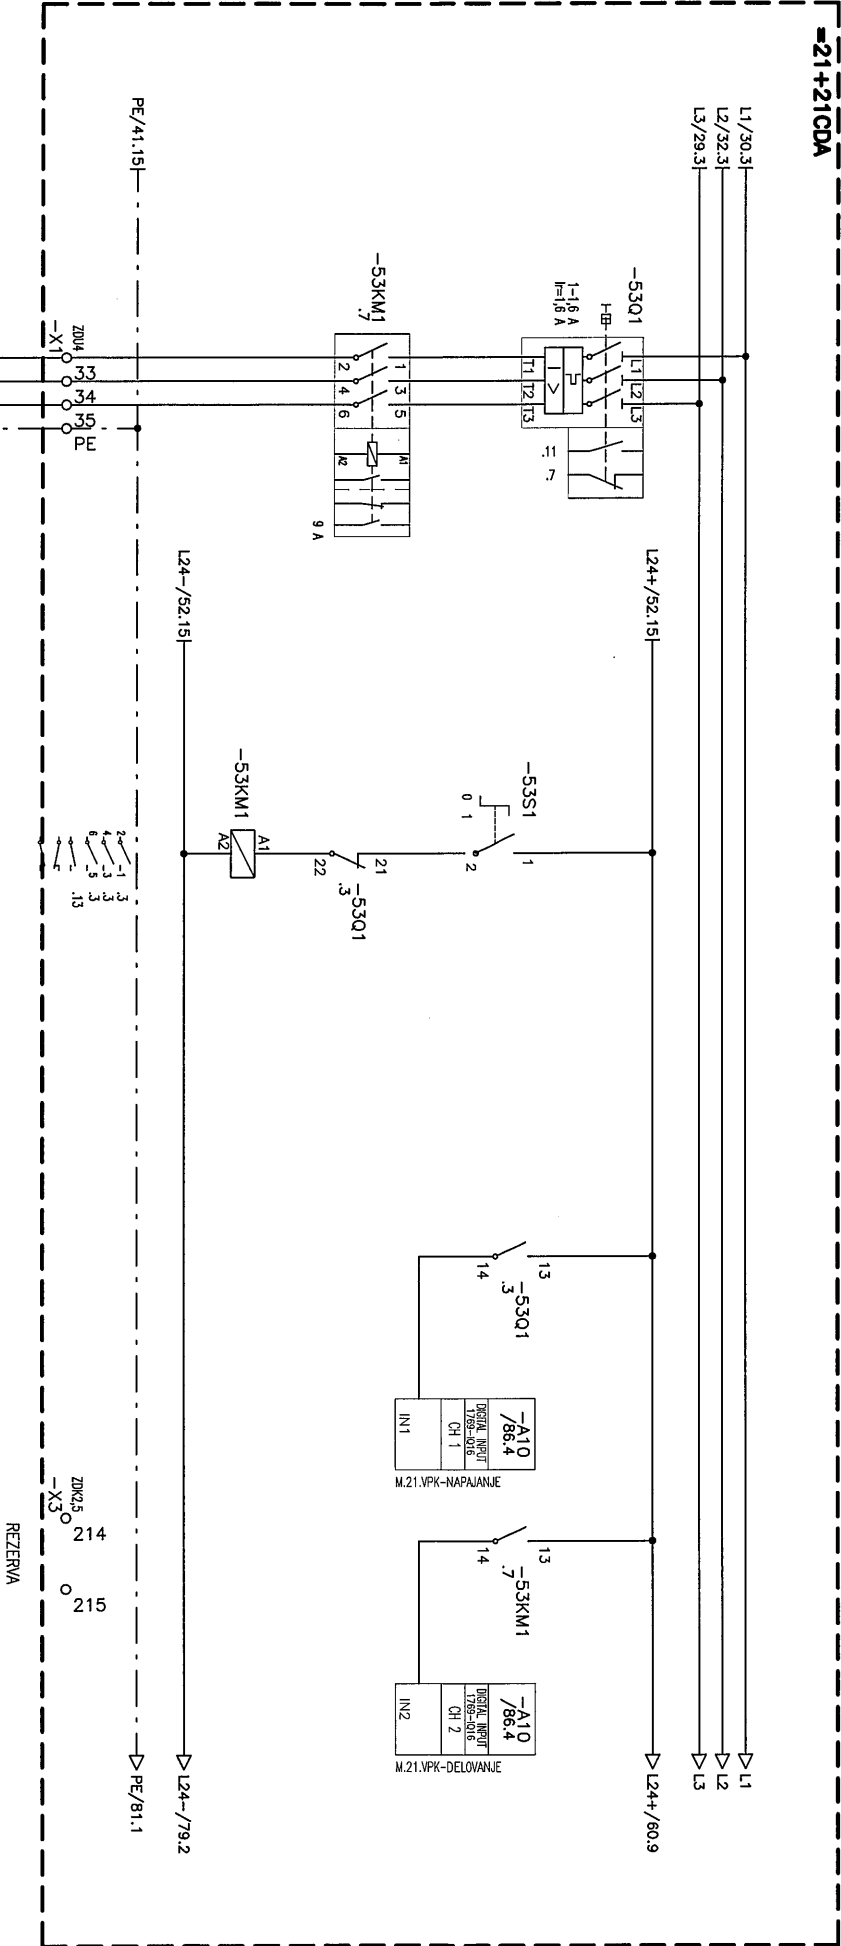 =21+21CDA
L1/30.3
L2/32.3
L3/29.3
L1
L2
L3
-53Q1
1-1,6 A
Ir=1,6 A
L1 L2 L3
I >
T1 T2 T3
.11
.7
-53KM1
.7
1 3 5
2 4 6
A1
A2
9 A
L24+/52.15
L24+/60.9
-53S1
0 1
1
2
-53Q1
.3
21
22
-53KM1
A1
A2
L24-/52.15
L24-/79.2
-53Q1
.3
13
14
-A10
/86.4
DIGITAL INPUT
1769-IQ16
CH 1
IN1
M.21.VPK-NAPAJANJE
-53KM1
.7
13
14
-A10
/86.4
DIGITAL INPUT
1769-IQ16
CH 2
IN2
M.21.VPK-DELOVANJE
PE/41.15
PE/81.1
2 1 .3
4 3 .3
6 5 .3
.13
ZDU4
-X1
33
34
35
PE
ZDK2,5
-X3
214
215
REZERVA